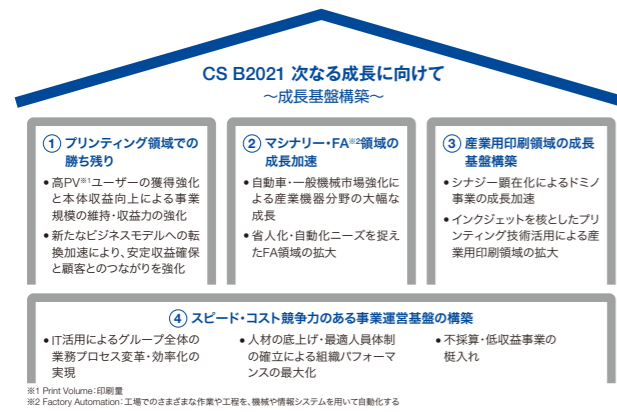 CS B2021 次なる成長に向けて
～成長基盤構築～
① プリンティング領域での
勝ち残り
• 高PV※1ユーザーの獲得強化
と本体収益向上による事業
規模の維持・収益力の強化
• 新たなビジネスモデルへの転
換加速により、安定収益確保
と顧客とのつながりを強化
② マシナリー・FA※2領域の
成長加速
• 自動車・一般機械市場強化に
よる産業機器分野の大幅な
成長
• 省人化・自動化ニーズを捉え
たFA領域の拡大
③ 産業用印刷領域の成長
基盤構築
• シナジー顕在化によるドミノ
事業の成長加速
• インクジェットを核としたプリ
ンティング技術活用による産
業用印刷領域の拡大
④ スピード・コスト競争力のある事業運営基盤の構築
• IT活用によるグループ全体の
業務プロセス変革・効率化の
実現
• 人材の底上げ・最適人員体制
の確立による組織パフォーマ
ンスの最大化
• 不採算・低収益事業の
梃入れ
※1 Print Volume：印刷量
※2 Factory Automation：工場でのさまざまな作業や工程を、機械や情報システムを用いて自動化する